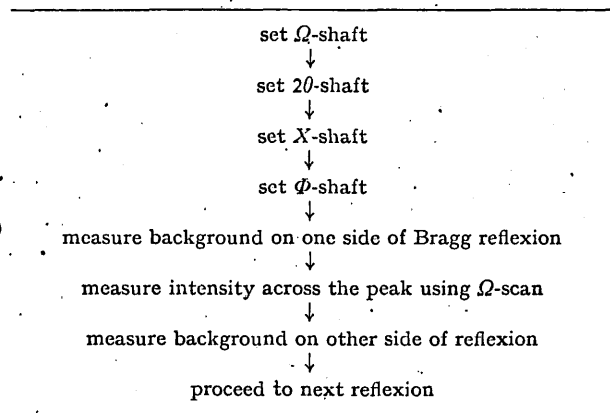 set Ω-shaft
↓
set 2θ-shaft
↓
set X-shaft
↓
set Φ-shaft
↓
measure background on one side of Bragg reflexion
↓
measure intensity across the peak using Ω-scan
↓
measure background on other side of reflexion
↓
proceed to next reflexion